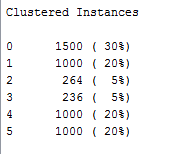 Clustered Instances
0 1500 ( 30%)
1 1000 ( 20%)
2 264 ( 5%)
3 236 ( 5%)
4 1000 ( 20%)
5 1000 ( 20%)